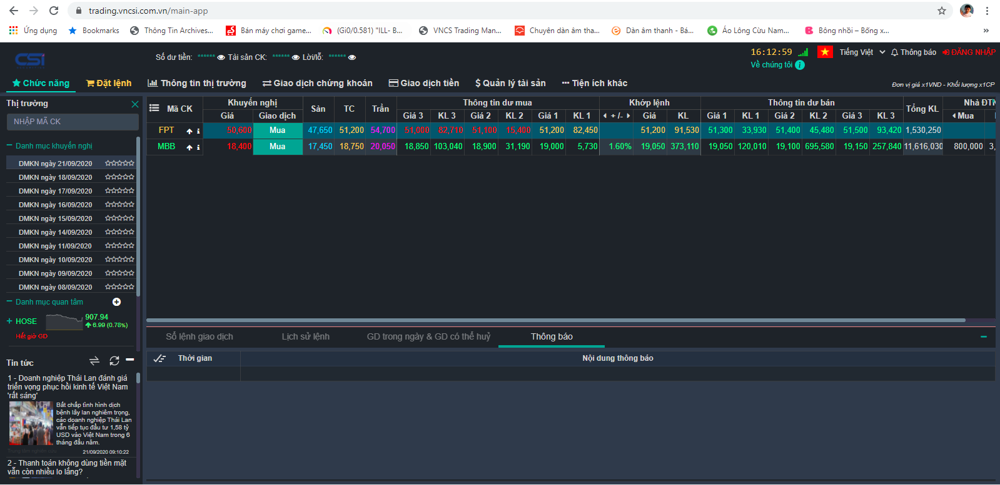 trading.vncsi.com.vn/main-app
Ứng dụng Bookmarks Thông Tin Archives... Bán máy chơi game... (Gi0/0.581) "ILL- B... VNCS Trading Man... Chuyên dàn âm tha... Dàn âm thanh - Bá... Áo Lông Cừu Nam... Bông nhồi – Bống x... »
CSI
Số dư tiền: ****** Tài sản CK: ****** Lời/lỗ: ******
16:12:59 Tiếng Việt Thông báo ĐĂNG NHẬP
Về chúng tôi
Chức năng Đặt lệnh Thông tin thị trường Giao dịch chứng khoán Giao dịch tiền $ Quản lý tài sản Tiện ích khác
Đơn vị giá x1VND - Khối lượng x1CP
Thị trường
NHẬP MÃ CK
Danh mục khuyến nghị
DMKN ngày 21/09/2020
DMKN ngày 18/09/2020
DMKN ngày 17/09/2020
DMKN ngày 16/09/2020
DMKN ngày 15/09/2020
DMKN ngày 14/09/2020
DMKN ngày 11/09/2020
DMKN ngày 10/09/2020
DMKN ngày 09/09/2020
DMKN ngày 08/09/2020
Danh mục quan tâm
HOSE 907.94
6.99 (0.78%)
Hết giờ GD
Tin tức
1 - Doanh nghiệp Thái Lan đánh giá
triển vọng phục hồi kinh tế Việt Nam
'rất sáng'
Bất chấp tình hình dịch
bệnh lây lan nghiêm trọng,
các doanh nghiệp Thái Lan
vẫn tiếp tục đầu tư 1,58 tỷ
USD vào Việt Nam trong 6
tháng đầu năm.
21/09/2020 09:10:22
2 - Thanh toán không dùng tiền mặt
vẫn còn nhiều lo lắng?
Mã CK Khuyến nghị Sàn TC Trần Thông tin dư mua Khớp lệnh Thông tin dư bán Tổng KL Nhà ĐTN
Giá Giao dịch Giá 3 KL 3 Giá 2 KL 2 Giá 1 KL 1 + /- Giá KL Giá 1 KL 1 Giá 2 KL 2 Giá 3 KL 3 Mua
FPT 50,600 Mua 47,650 51,200 54,700 51,000 82,710 51,100 15,400 51,200 82,450 51,200 91,530 51,300 33,930 51,400 45,480 51,500 93,420 1,530,250
MBB 18,400 Mua 17,450 18,750 20,050 18,850 103,040 18,900 31,190 19,000 5,730 1.60% 19,050 373,110 19,050 120,010 19,100 695,580 19,150 257,840 11,616,030 800,000 3,
Sổ lệnh giao dịch Lịch sử lệnh GD trong ngày & GD có thể huỷ Thông báo
Thời gian Nội dung thông báo